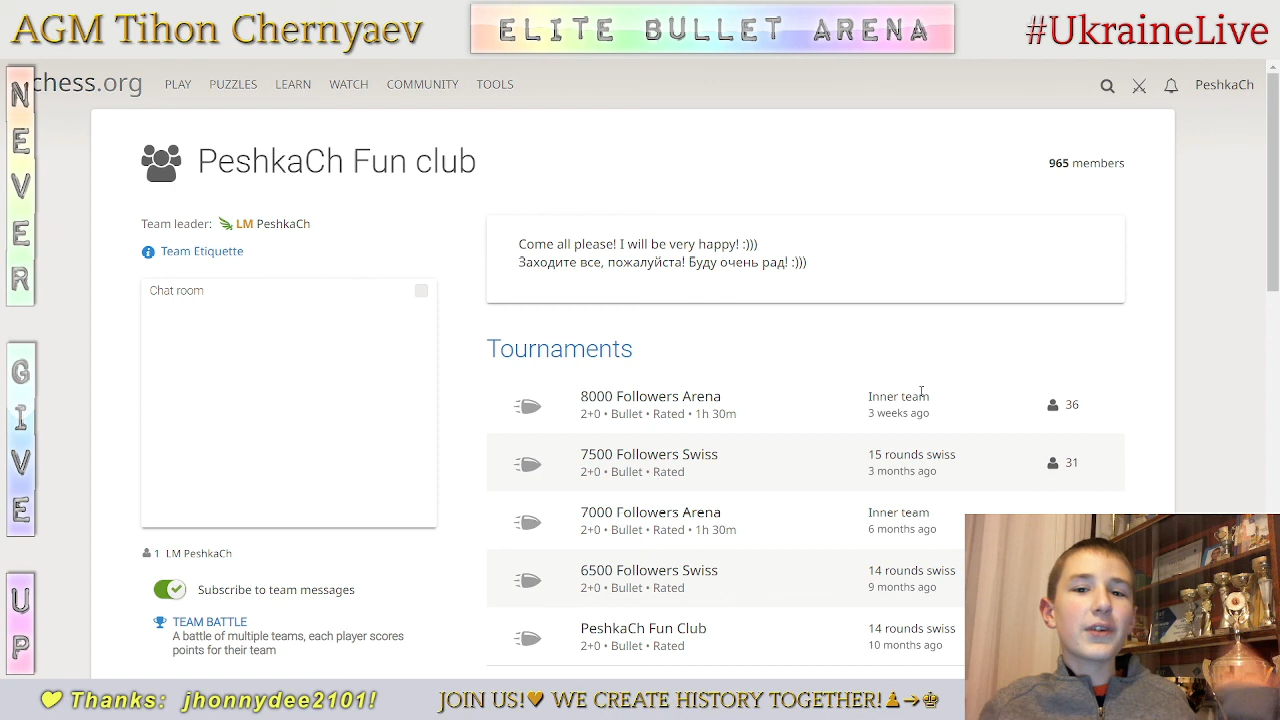 AGM Tihon Chernyaev
ELITE BULLET ARENA
#UkraineLive
chess.org
PLAY PUZZLES LEARN WATCH COMMUNITY TOOLS
PeshkaCh
NEVER
GIVE
UP
PeshkaCh Fun club
965 members
Team leader: LM PeshkaCh
Team Etiquette
Come all please! I will be very happy! :)))
Заходите все, пожалуйста! Буду очень рад! :)))
Chat room
Tournaments
8000 Followers Arena Inner team 36
2+0 • Bullet • Rated • 1h 30m 3 weeks ago
7500 Followers Swiss 15 rounds swiss 31
2+0 • Bullet • Rated 3 months ago
7000 Followers Arena Inner team
2+0 • Bullet • Rated • 1h 30m 6 months ago
6500 Followers Swiss 14 rounds swiss
2+0 • Bullet • Rated 9 months ago
PeshkaCh Fun Club 14 rounds swiss
2+0 • Bullet • Rated 10 months ago
1 LM PeshkaCh
Subscribe to team messages
TEAM BATTLE
A battle of multiple teams, each player scores
points for their team
💛 Thanks: jhonnydee2101!
JOIN US!🧡 WE CREATE HISTORY TOGETHER!♟→♚